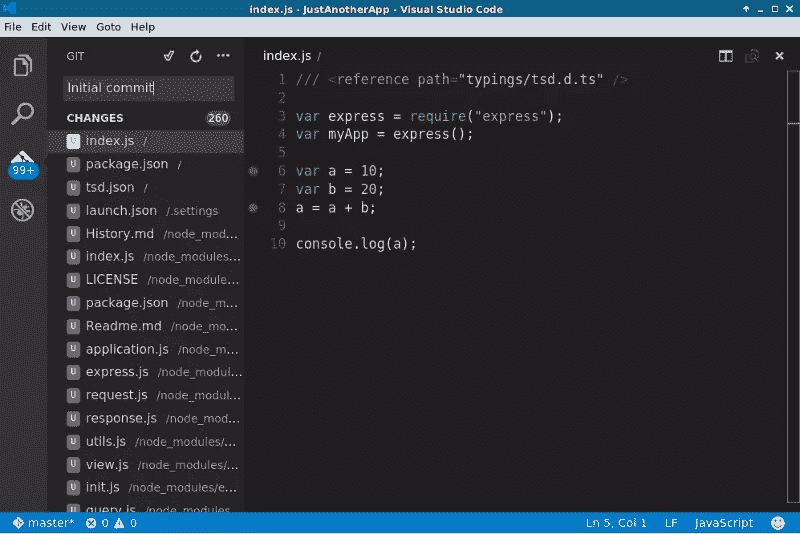 index.js - JustAnotherApp - Visual Studio Code
File Edit View Goto Help
GIT
Initial commit
CHANGES 260
U index.js /
U package.json /
U tsd.json /
U launch.json /.settings
U History.md /node_mod...
U index.js /node_modules...
U LICENSE /node_module...
U package.json /node_m...
U Readme.md /node_mo...
U application.js /node_m...
U express.js /node_modul...
U request.js /node_modul...
U response.js /node_mod...
U utils.js /node_modules/...
U view.js /node_modules/...
U init.js /node_modules/e...
U query.js /node_modules
99+
index.js /
1 /// <reference path="typings/tsd.d.ts" />
2
3 var express = require("express");
4 var myApp = express();
5
6 var a = 10;
7 var b = 20;
8 a = a + b;
9
10 console.log(a);
master* 0 0 Ln 5, Col 1 LF JavaScript